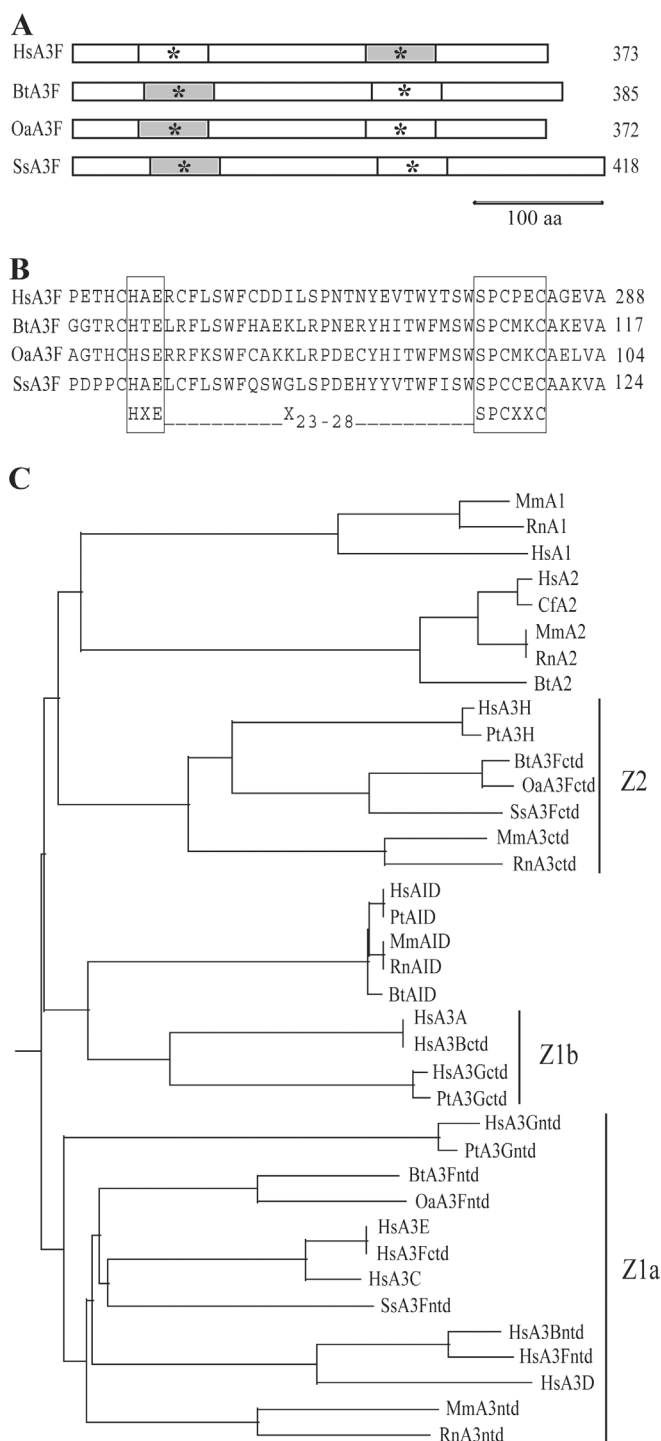 A
HsA3F * * 373
BtA3F * * 385
OaA3F * * 372
SsA3F * * 418
100 aa
B
HsA3F PETHCHAERCFLSWFCDDILSPNTNYEVTWYTSWSPCPECAGEVA 288
BtA3F GGTRCHTELRFLSWFHAEKLRPNERYHITWFMSWSPCMKCAKEVA 117
OaA3F AGTHCHSERRFKSWFCAKKLRPDECYHITWFMSWSPCMKCAELVA 104
SsA3F PDPPCHAELCFLSWFQSWGLSPDEHYYVTWFISWSPCCECAAKVA 124
HXE X23-28 SPCXXC
C
MmA1
RnA1
HsA1
HsA2
CfA2
MmA2
RnA2
BtA2
HsA3H
PtA3H
BtA3Fctd
OaA3Fctd
SsA3Fctd
MmA3ctd
RnA3ctd
Z2
HsAID
PtAID
MmAID
RnAID
BtAID
HsA3A
HsA3Bctd
HsA3Gctd
PtA3Gctd
Z1b
HsA3Gntd
PtA3Gntd
BtA3Fntd
OaA3Fntd
HsA3E
HsA3Fctd
HsA3C
SsA3Fntd
HsA3Bntd
HsA3Fntd
HsA3D
MmA3ntd
RnA3ntd
Z1a